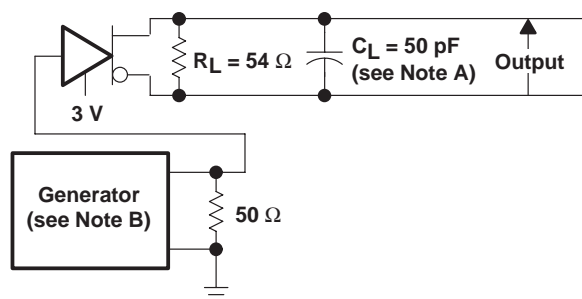 R_L = 54 Ω
C_L = 50 pF
(see Note A)
Output
3 V
Generator
(see Note B)
50 Ω